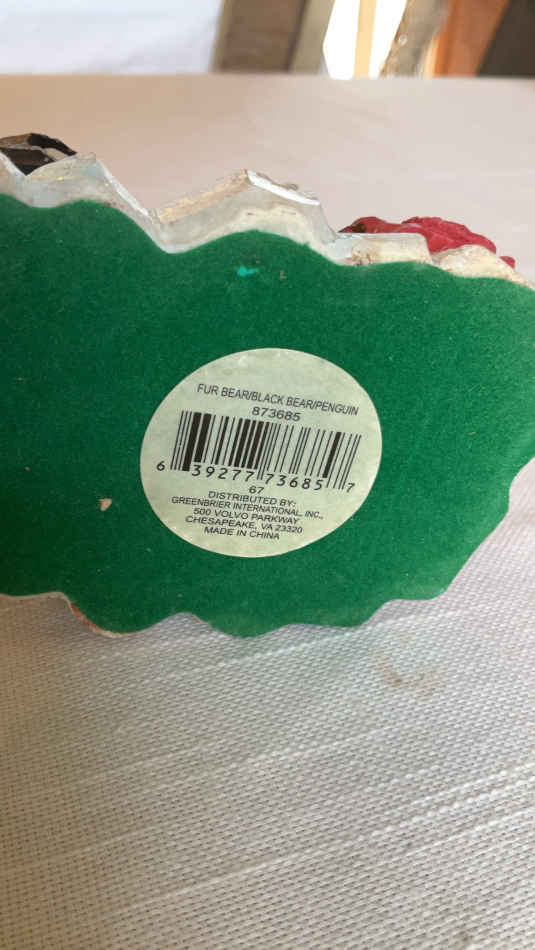 FUR BEAR/BLACK BEAR/PENGUIN
873685
6 39277 73685 7
67
DISTRIBUTED BY:
GREENBRIER INTERNATIONAL, INC.,
500 VOLVO PARKWAY
CHESAPEAKE, VA 23320
MADE IN CHINA